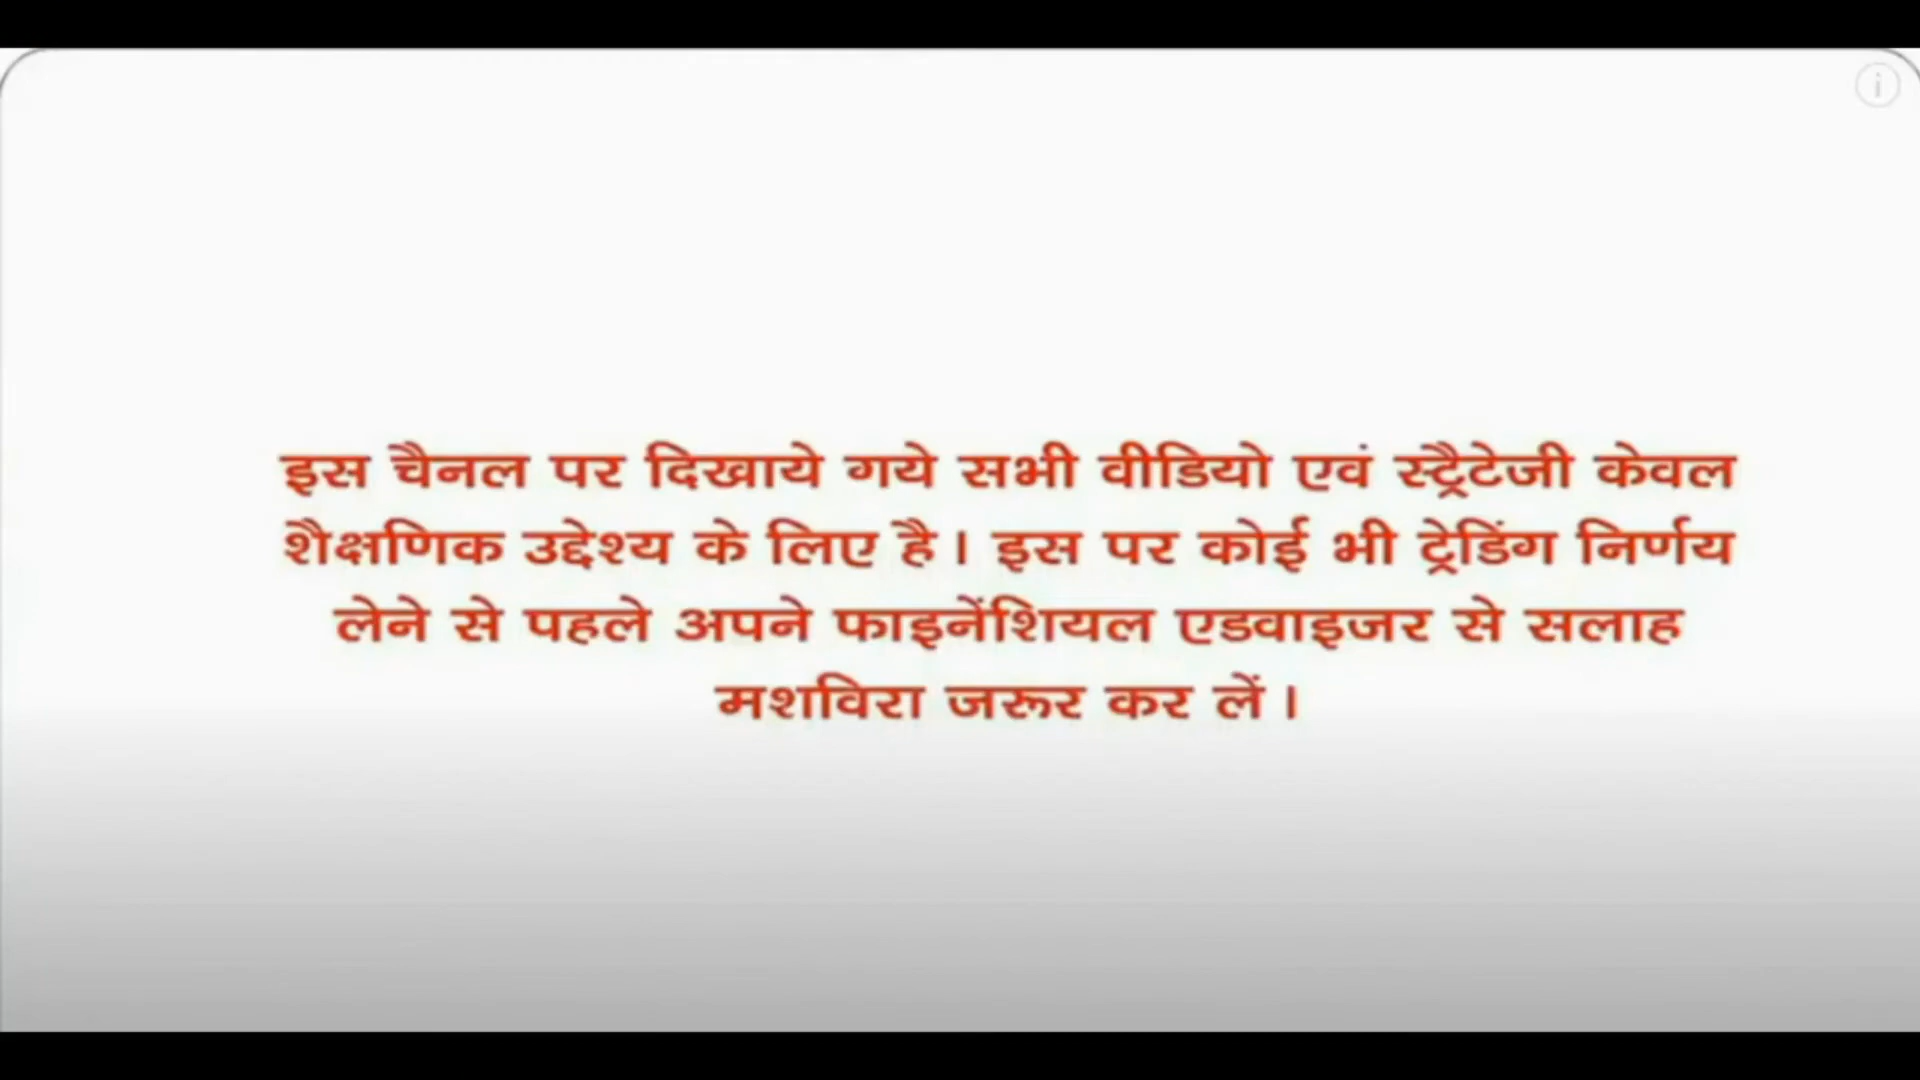 इस चैनल पर दिखाये गये सभी वीडियो एवं स्ट्रैटेजी केवल
शैक्षणिक उद्देश्य के लिए है। इस पर कोई भी ट्रेडिंग निर्णय
लेने से पहले अपने फाइनेंशियल एडवाइजर से सलाह
मशविरा जरूर कर लें।